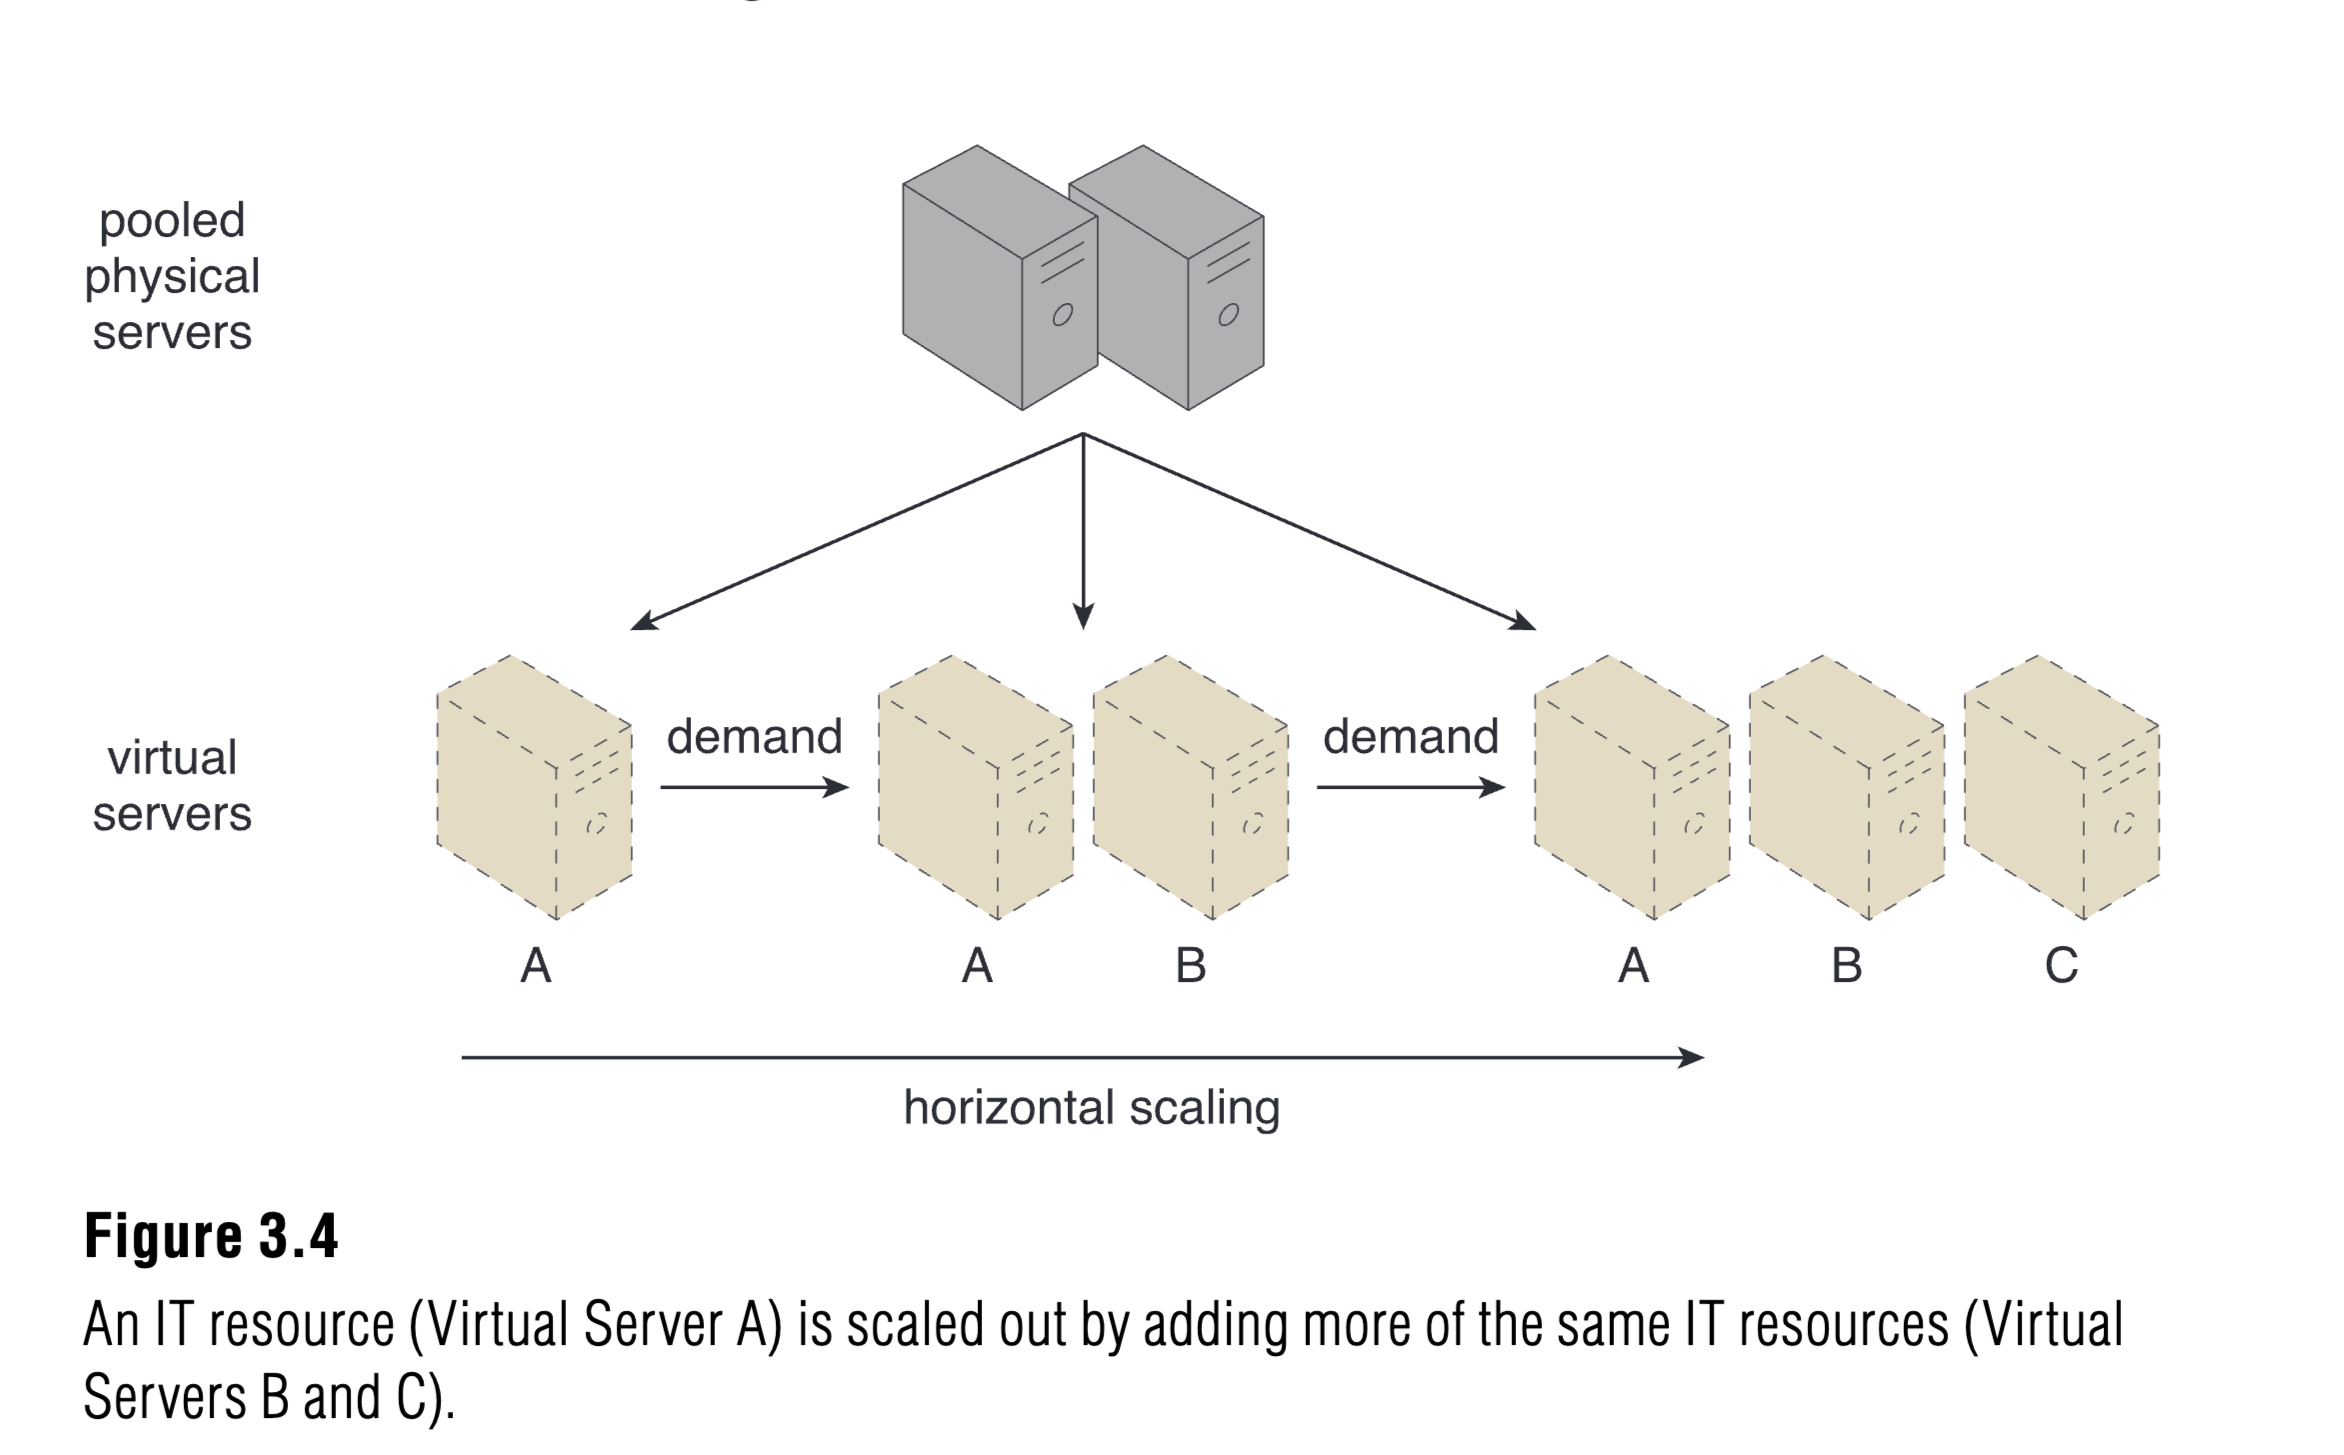 pooled
physical
servers
virtual
servers
demand
demand
A
A
B
A
B
C
horizontal scaling
Figure 3.4
An IT resource (Virtual Server A) is scaled out by adding more of the same IT resources (Virtual
Servers B and C).